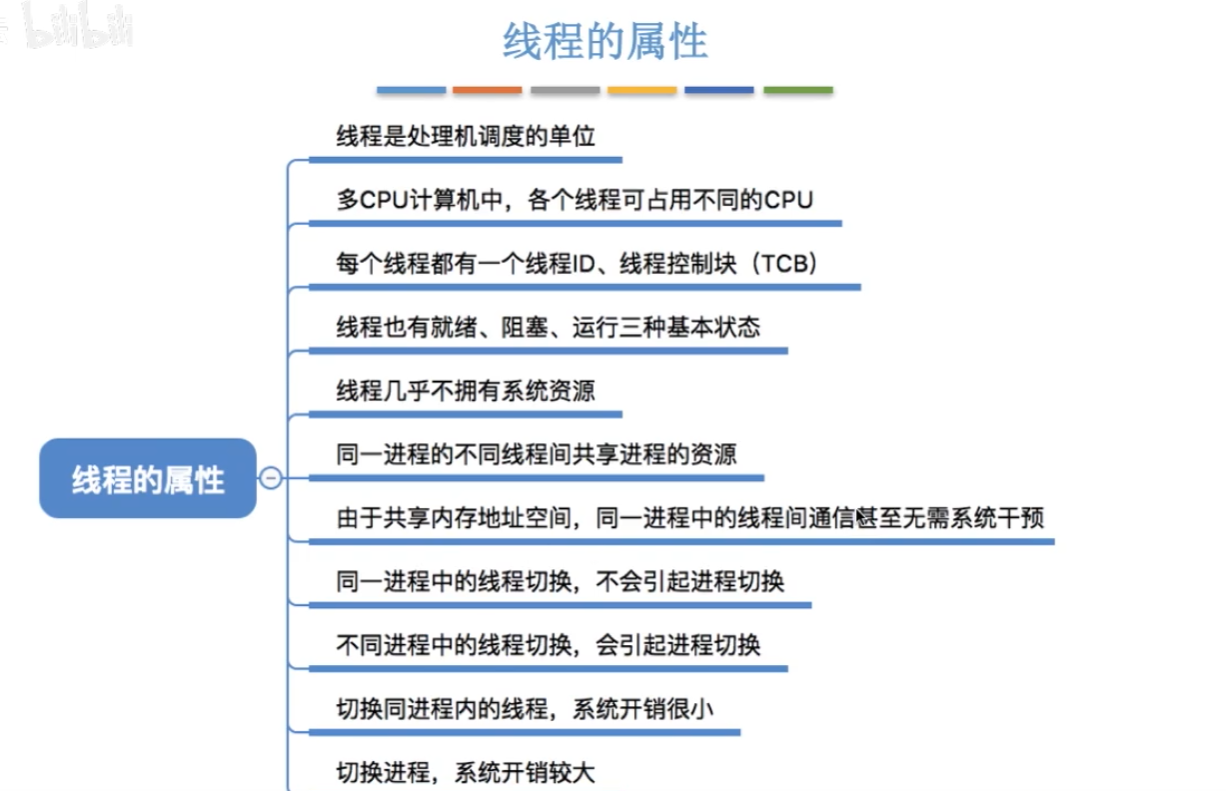 bilibili
线程的属性
线程是处理机调度的单位
多CPU计算机中，各个线程可占用不同的CPU
每个线程都有一个线程ID、线程控制块（TCB）
线程也有就绪、阻塞、运行三种基本状态
线程几乎不拥有系统资源
同一进程的不同线程间共享进程的资源
线程的属性
由于共享内存地址空间，同一进程中的线程间通信甚至无需系统干预
同一进程中的线程切换，不会引起进程切换
不同进程中的线程切换，会引起进程切换
切换同进程内的线程，系统开销很小
切换进程，系统开销较大